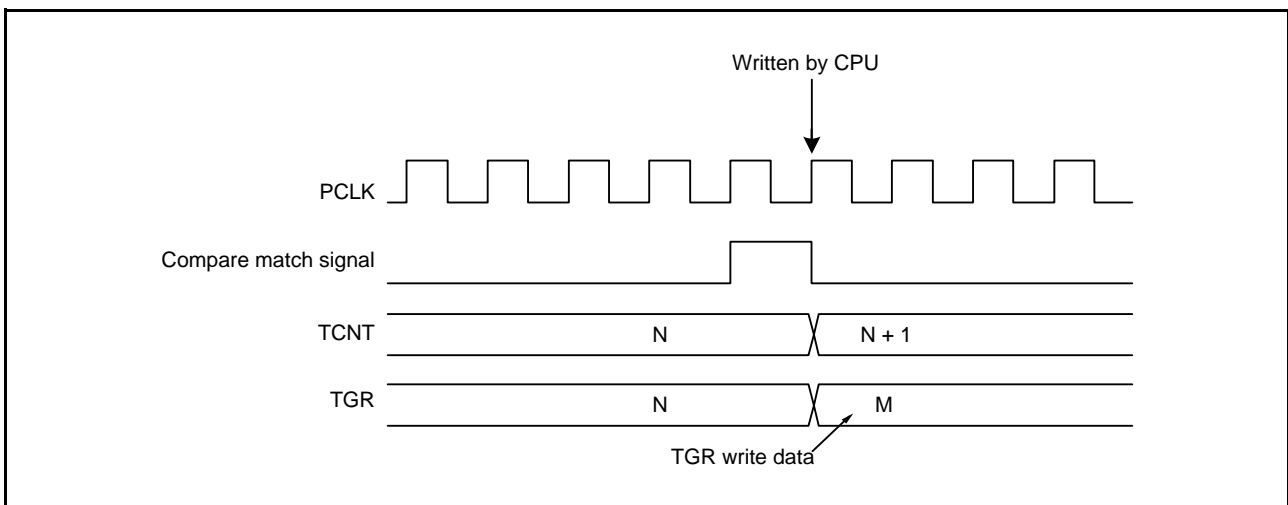 Written by CPU
PCLK
Compare match signal
TCNT N N + 1
TGR N M
TGR write data